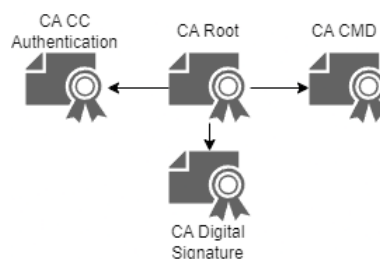 CA CC
Authentication
CA Root
CA CMD
CA Digital
Signature